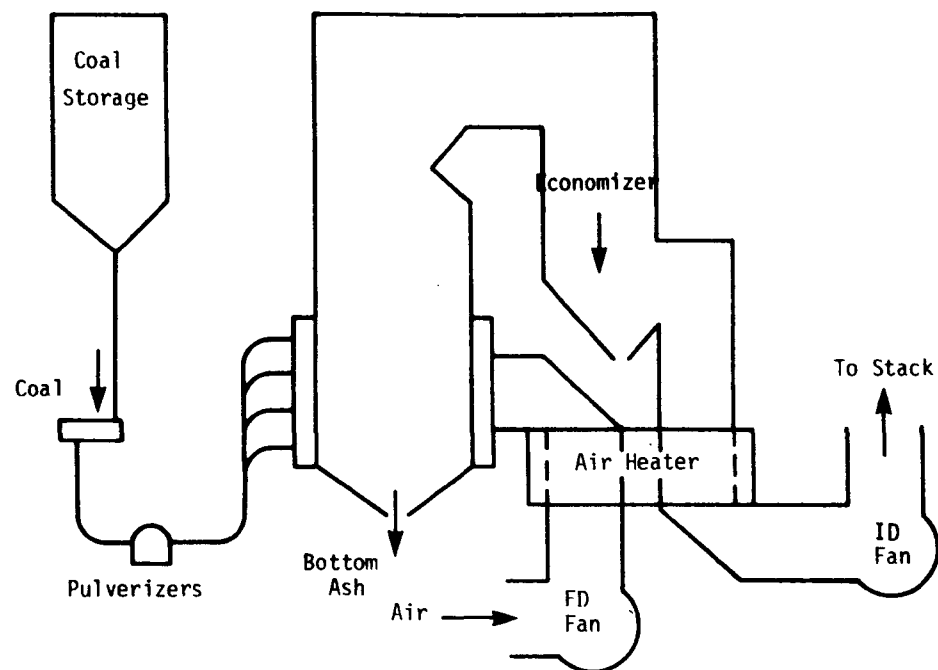 Coal
Storage
Economizer
Coal
To Stack
Air Heater
Pulverizers
Bottom
Ash
Air
FD
Fan
ID
Fan